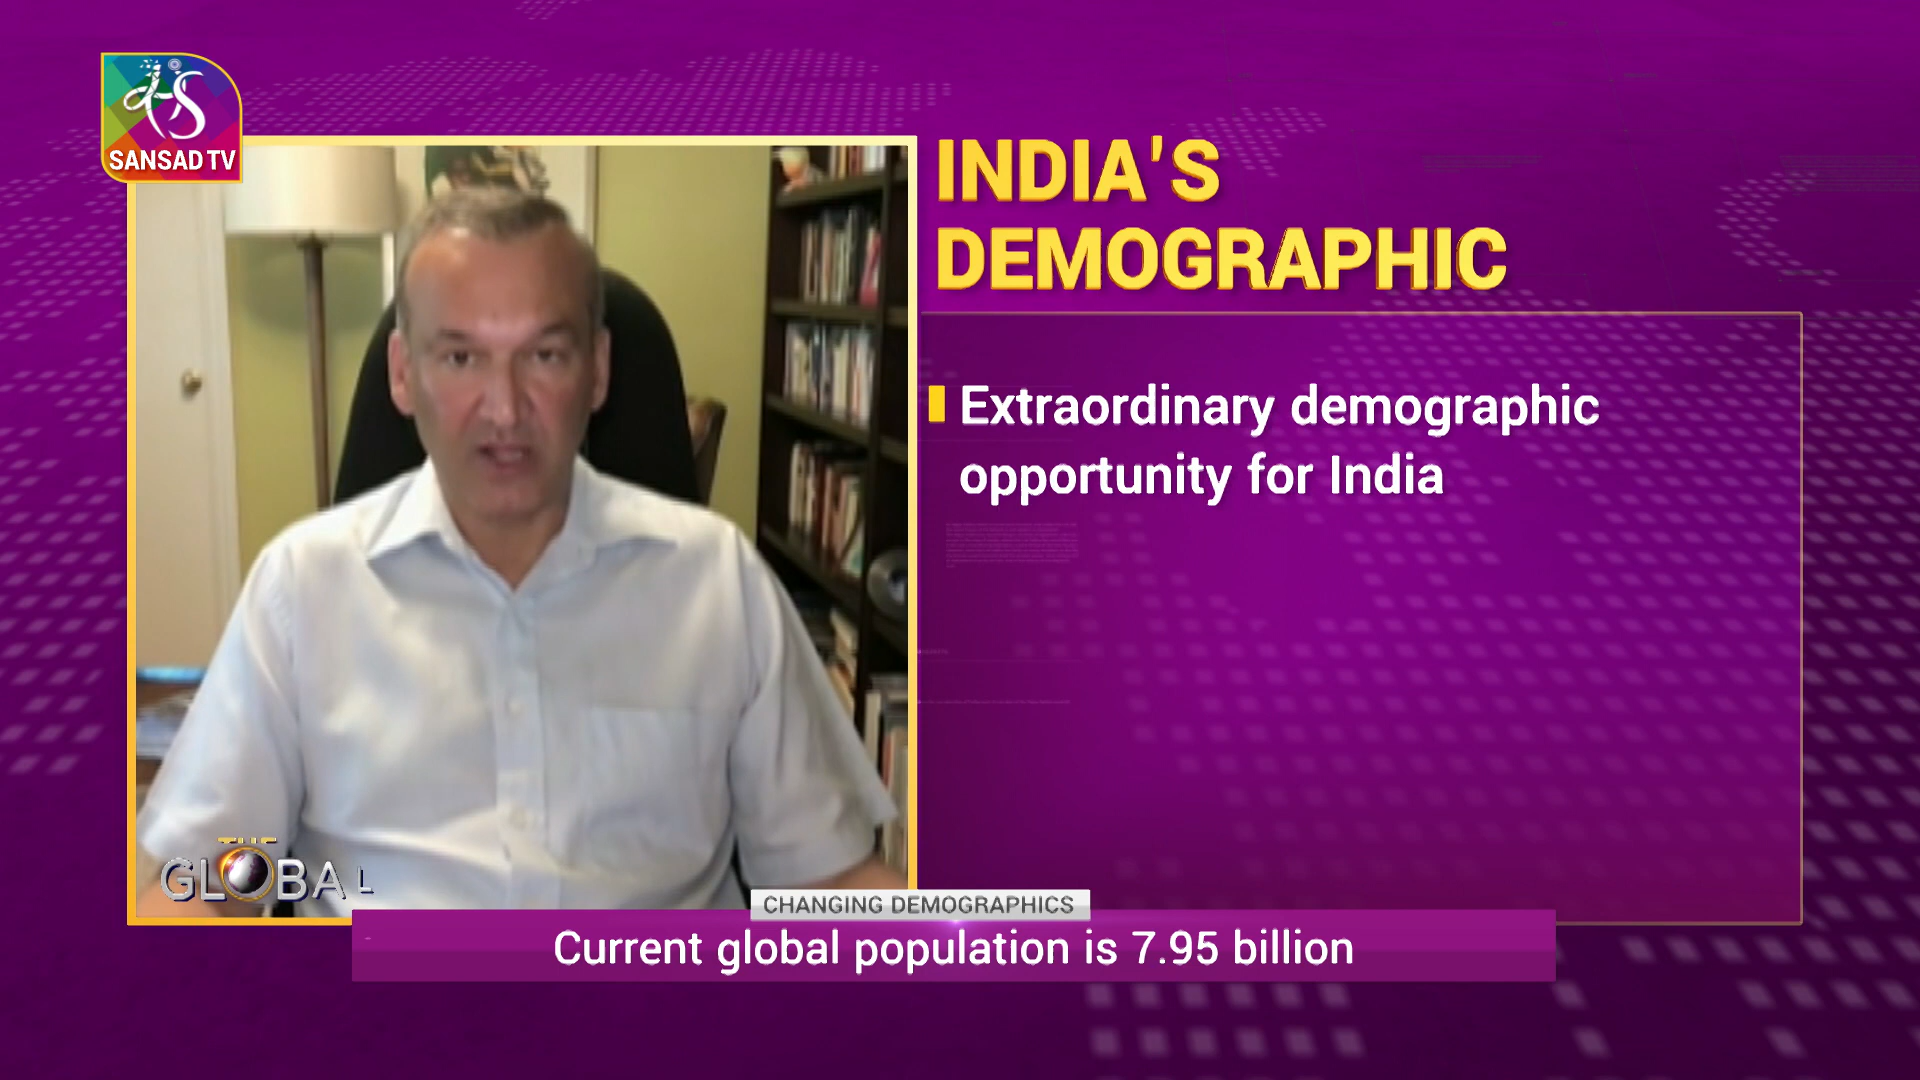 SANSAD TV
INDIA'S
DEMOGRAPHIC
Extraordinary demographic
opportunity for India
THE
GLOBAL
CHANGING DEMOGRAPHICS
Current global population is 7.95 billion